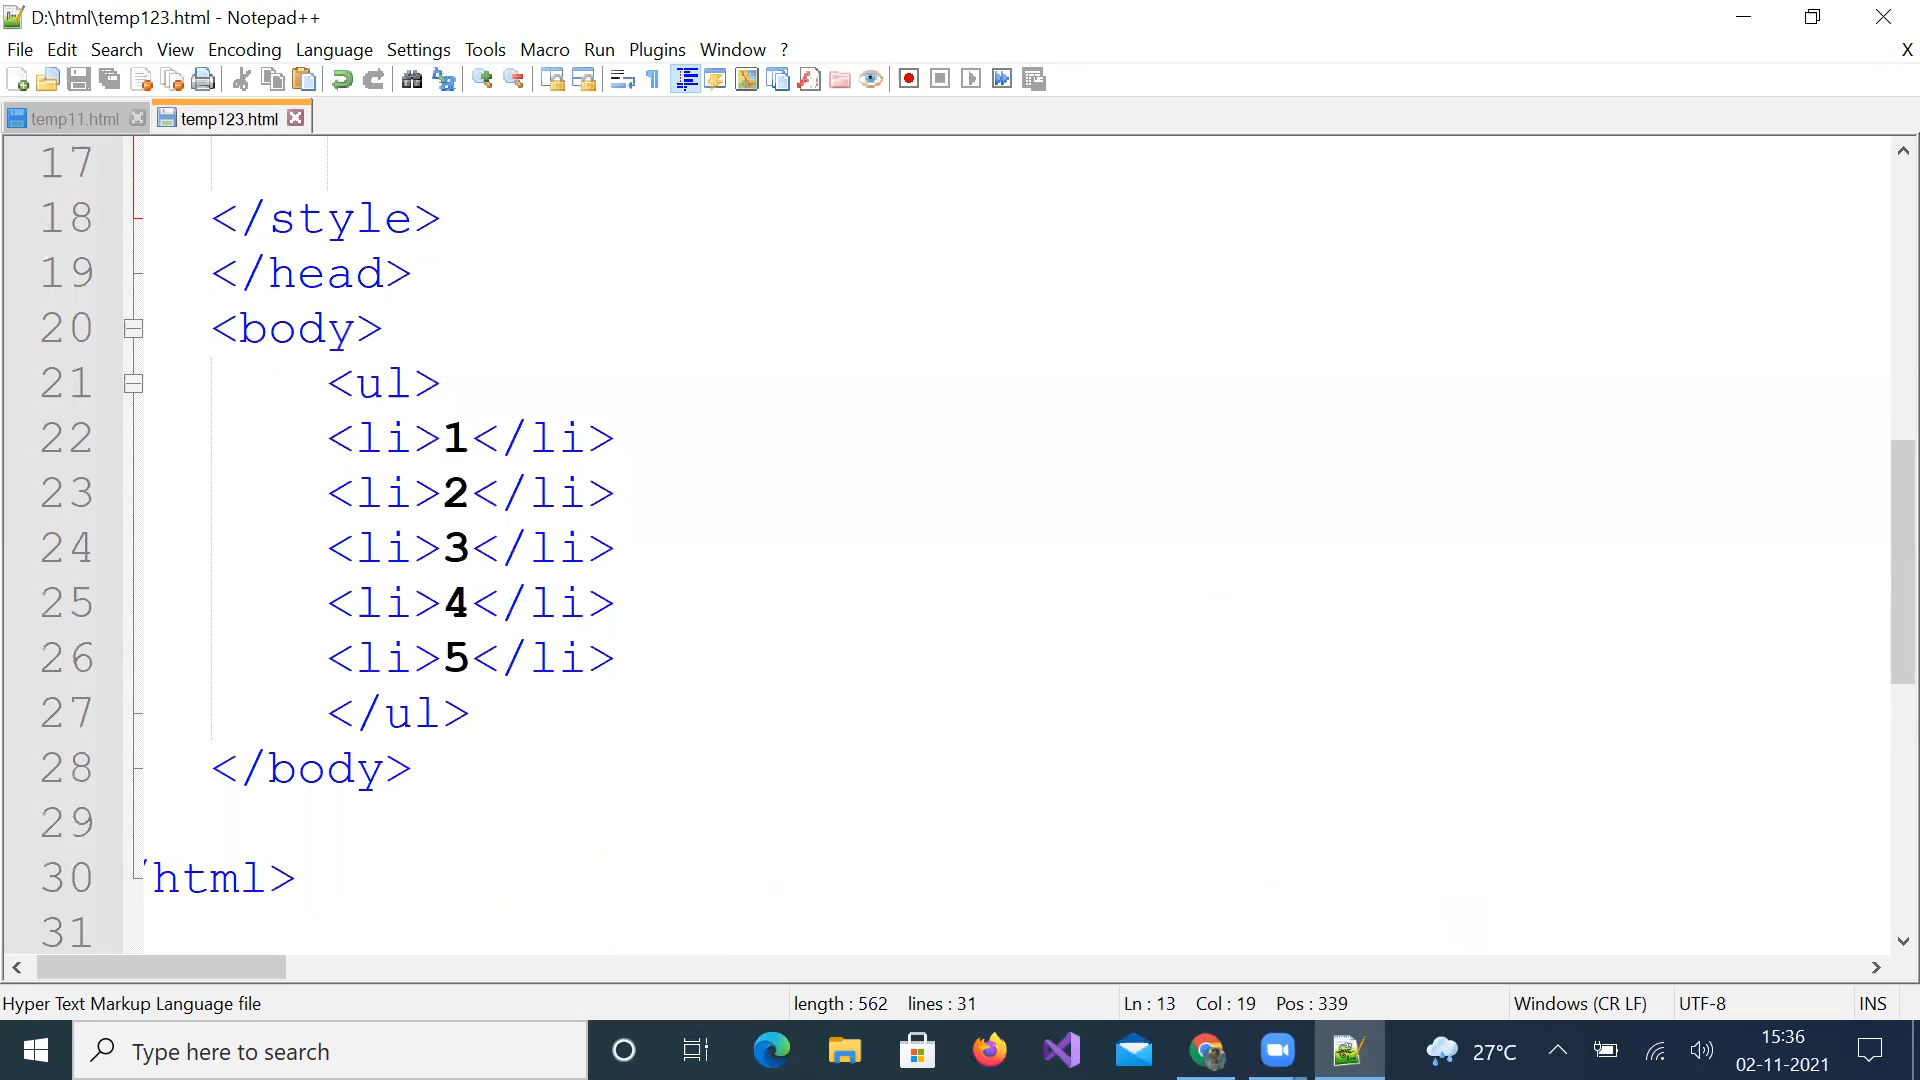 D:\html\temp123.html - Notepad++
File Edit Search View Encoding Language Settings Tools Macro Run Plugins Window ? X
temp11.html temp123.html
17
18 </style>
19 </head>
20 <body>
21 <ul>
22 <li>1</li>
23 <li>2</li>
24 <li>3</li>
25 <li>4</li>
26 <li>5</li>
27 </ul>
28 </body>
29
30 /html>
31
Hyper Text Markup Language file length : 562 lines : 31 Ln : 13 Col : 19 Pos : 339 Windows (CR LF) UTF-8 INS
Type here to search 27°C 15:36
02-11-2021